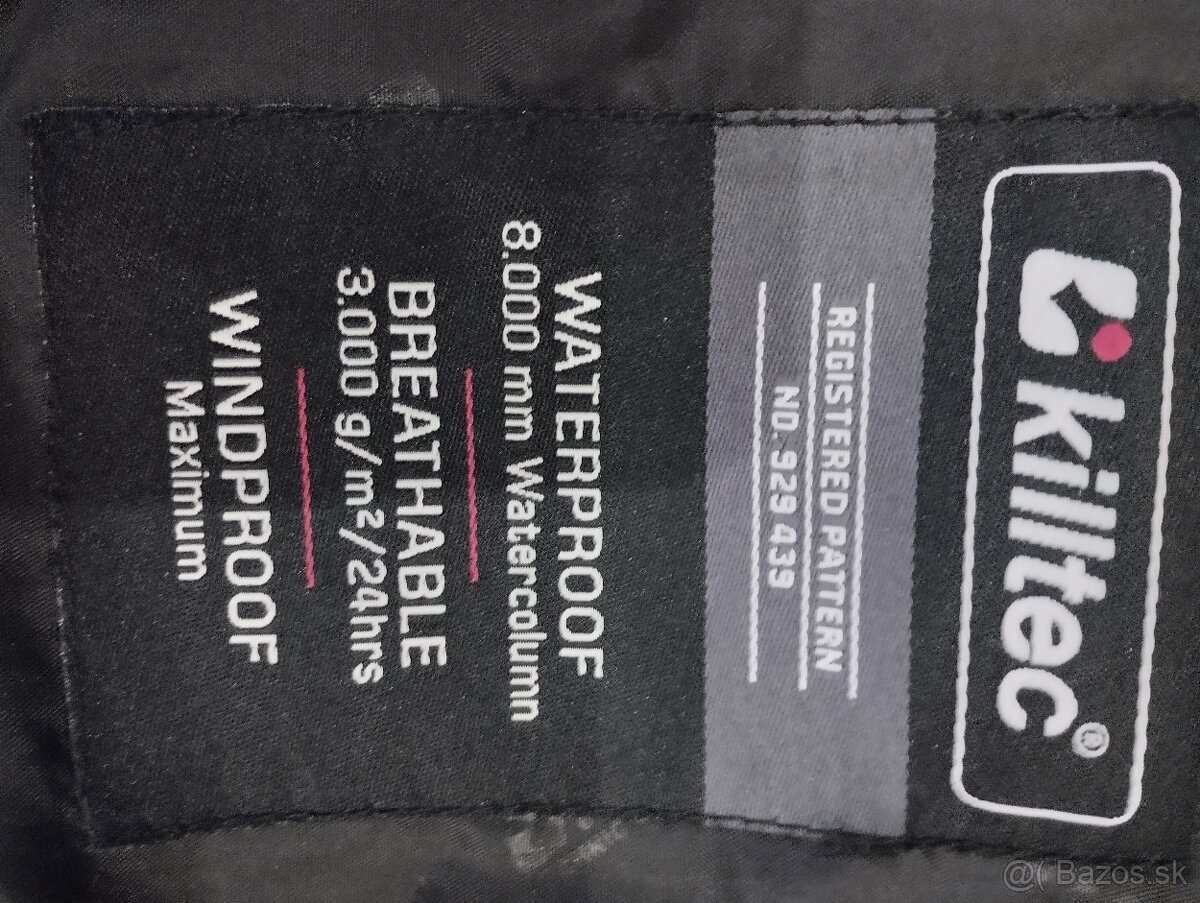 killtec®
REGISTERED PATTERN
NO. 929 439
WATERPROOF
8.000 mm Watercolumn
BREATHABLE
3.000 g/m²/24hrs
WINDPROOF
Maximum
@( Bazos.sk